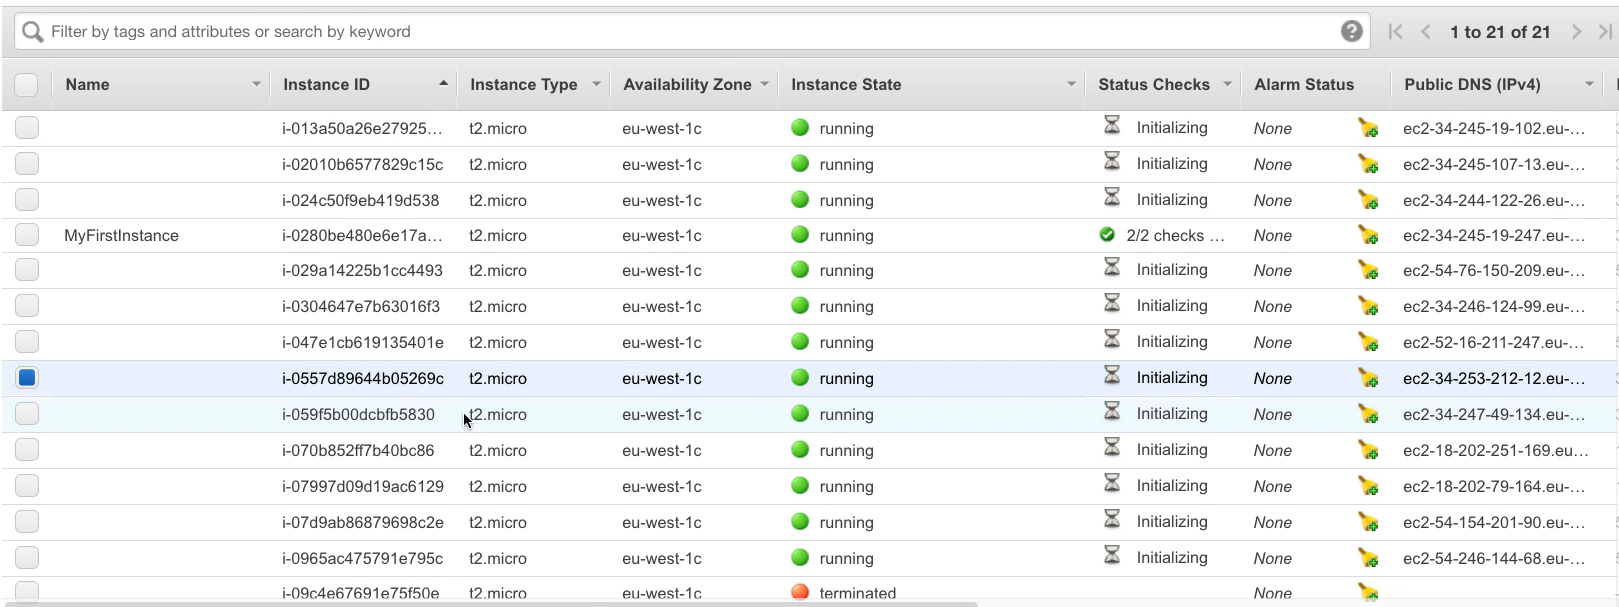 Filter by tags and attributes or search by keyword ? 1 to 21 of 21
Name Instance ID Instance Type Availability Zone Instance State Status Checks Alarm Status Public DNS (IPv4)
i-013a50a26e27925… t2.micro eu-west-1c running Initializing None ec2-34-245-19-102.eu-…
i-02010b6577829c15c t2.micro eu-west-1c running Initializing None ec2-34-245-107-13.eu-…
i-024c50f9eb419d538 t2.micro eu-west-1c running Initializing None ec2-34-244-122-26.eu-…
MyFirstInstance i-0280be480e6e17a… t2.micro eu-west-1c running 2/2 checks … None ec2-34-245-19-247.eu-…
i-029a14225b1cc4493 t2.micro eu-west-1c running Initializing None ec2-54-76-150-209.eu-…
i-0304647e7b63016f3 t2.micro eu-west-1c running Initializing None ec2-34-246-124-99.eu-…
i-047e1cb619135401e t2.micro eu-west-1c running Initializing None ec2-52-16-211-247.eu-…
i-0557d89644b05269c t2.micro eu-west-1c running Initializing None ec2-34-253-212-12.eu-…
i-059f5b00dcbfb5830 t2.micro eu-west-1c running Initializing None ec2-34-247-49-134.eu-…
i-070b852ff7b40bc86 t2.micro eu-west-1c running Initializing None ec2-18-202-251-169.eu…
i-07997d09d19ac6129 t2.micro eu-west-1c running Initializing None ec2-18-202-79-164.eu-…
i-07d9ab86879698c2e t2.micro eu-west-1c running Initializing None ec2-54-154-201-90.eu-…
i-0965ac475791e795c t2.micro eu-west-1c running Initializing None ec2-54-246-144-68.eu-…
i-09c4e67691e75f50e t2.micro eu-west-1c terminated None